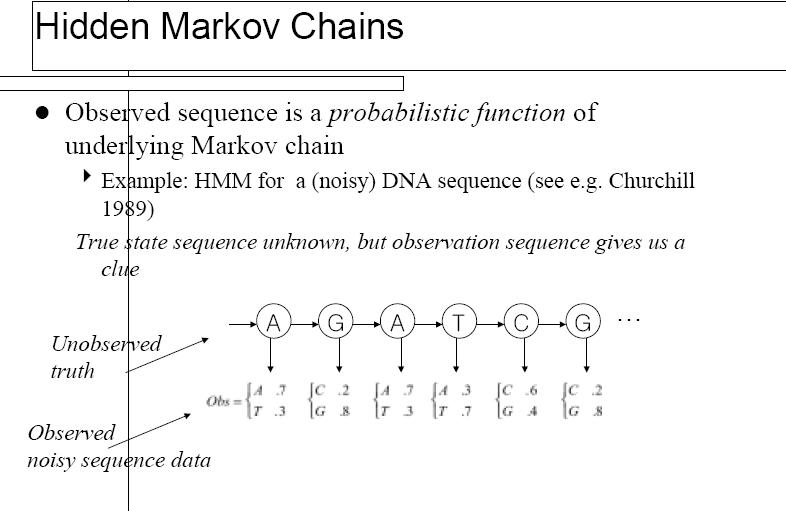 Hidden Markov Chains
● Observed sequence is a probabilistic function of
underlying Markov chain
Example: HMM for a (noisy) DNA sequence (see e.g. Churchill
1989)
True state sequence unknown, but observation sequence gives us a
clue
A G A T C G ...
Unobserved
truth
Obs = { A .7 { C .2 { A .7 { A .3 { C .6 { C .2
T .3 G .8 T .3 T .7 G .4 G .8
Observed
noisy sequence data